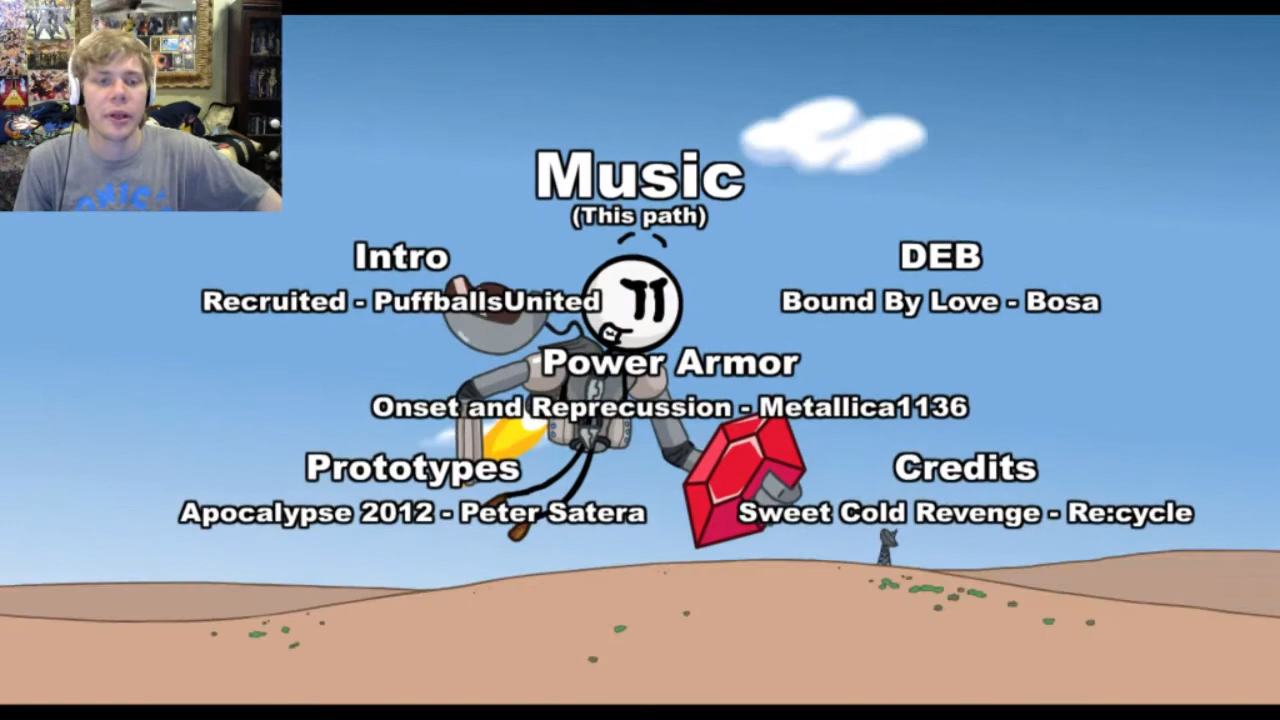 Music
(This path)
Intro
DEB
Recruited - PuffballsUnited
Bound By Love - Bosa
Power Armor
Onset and Reprecussion - Metallica1136
Prototypes
Credits
Apocalypse 2012 - Peter Satera
Sweet Cold Revenge - Re:cycle